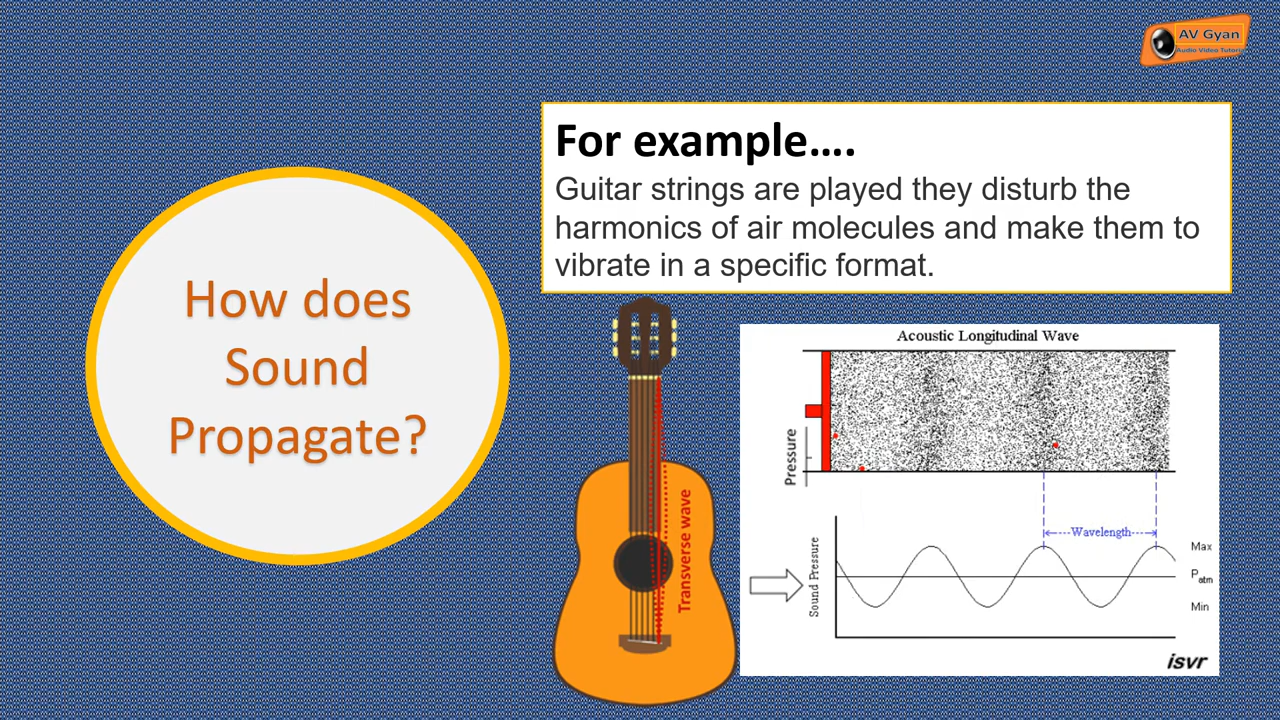 AV Gyan
Audio Video Tutorial
For example....
Guitar strings are played they disturb the
harmonics of air molecules and make them to
vibrate in a specific format.
How does
Sound
Propagate?
Transverse wave
Acoustic Longitudinal Wave
Pressure
Wavelength
Sound Pressure
Max
Patm
Min
isvr